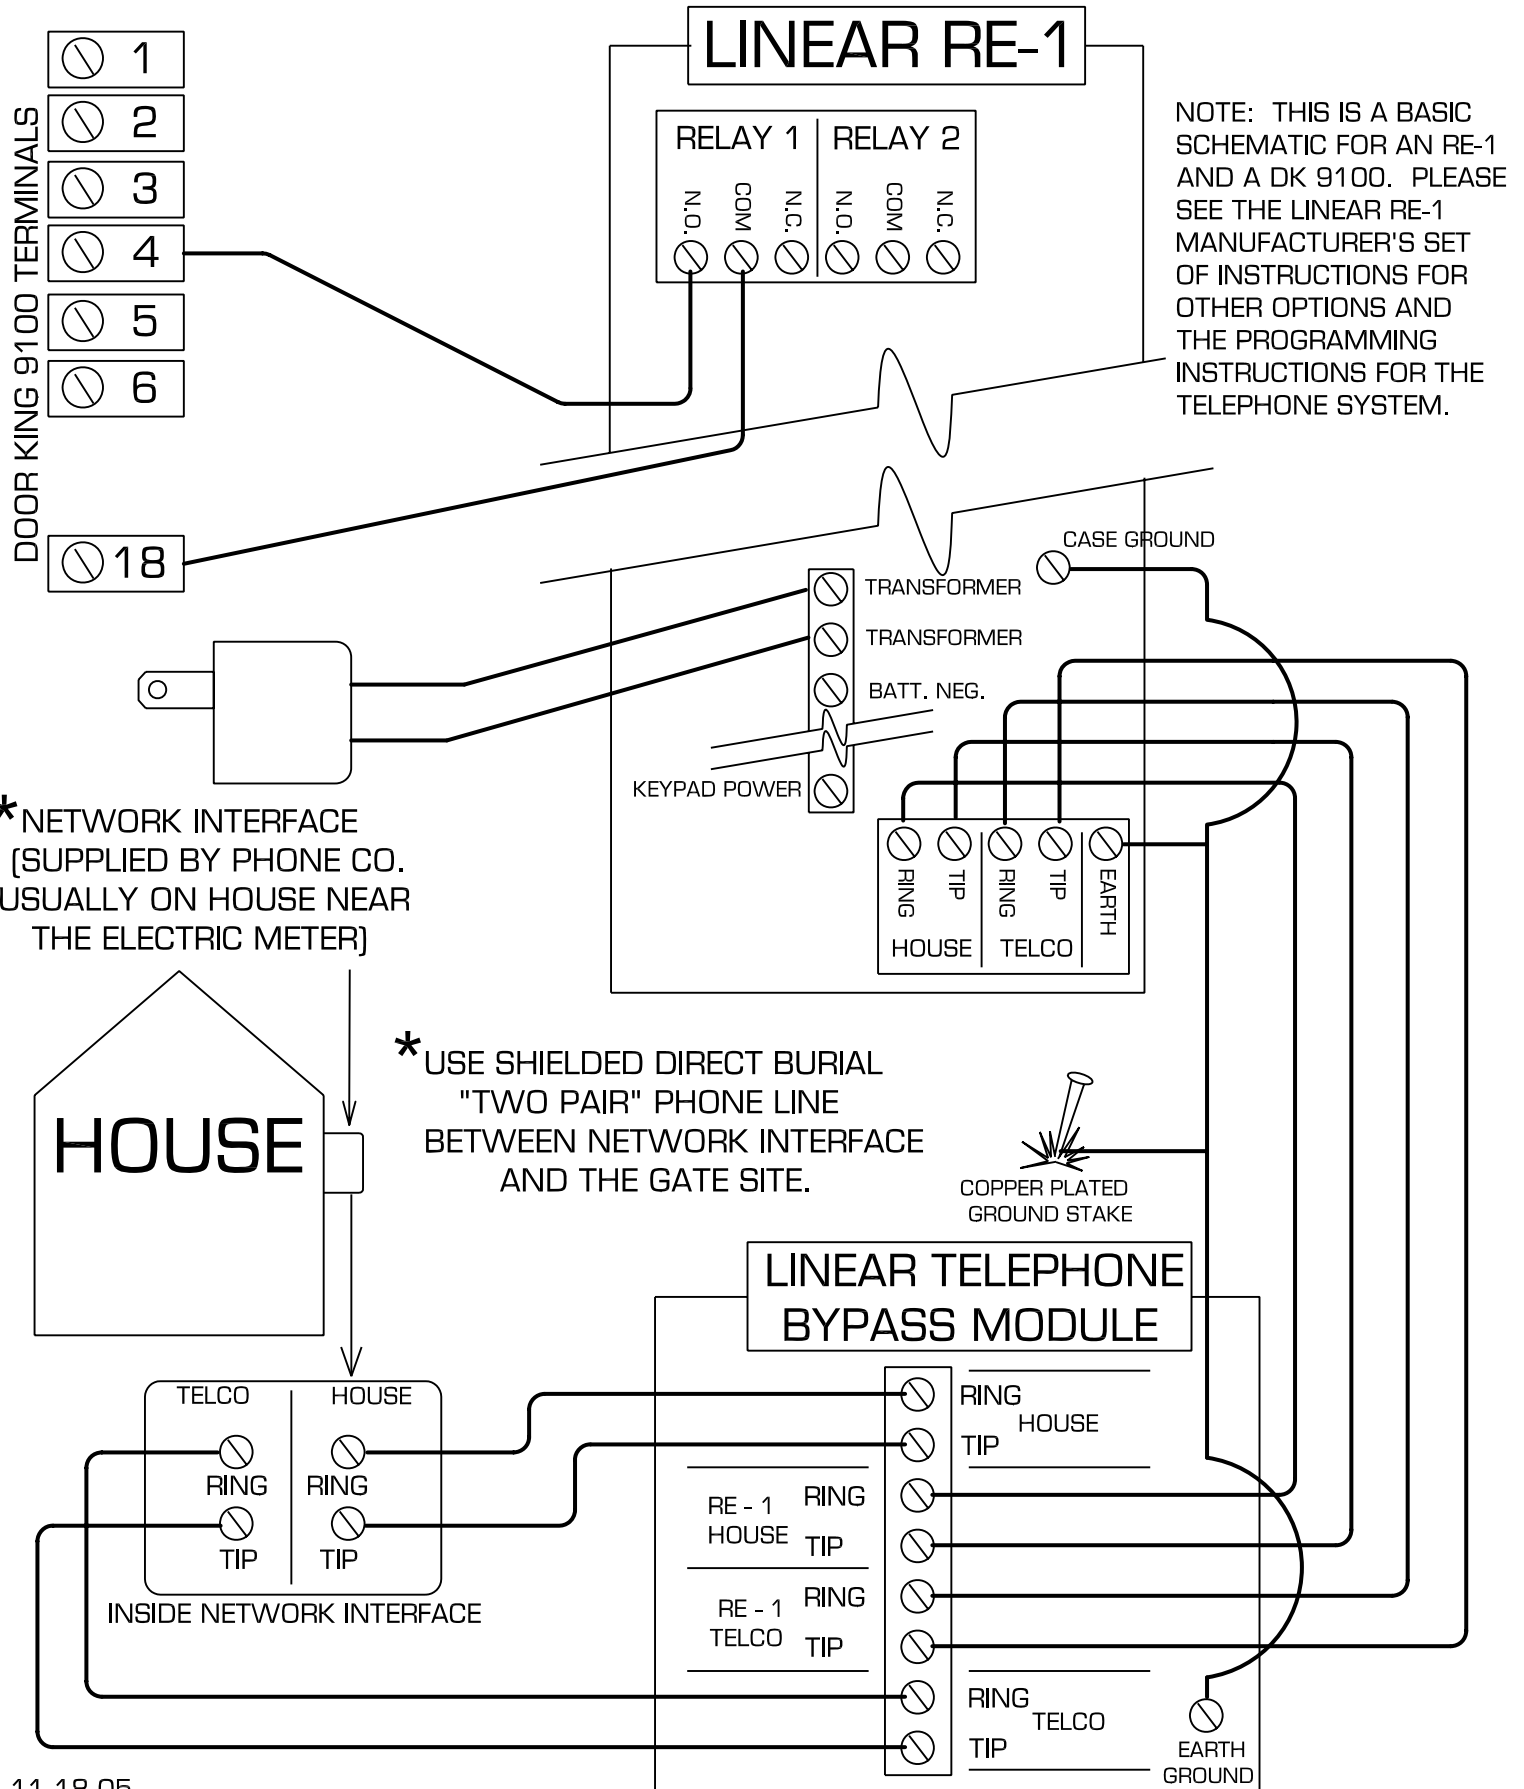 LINEAR RE-1
DOOR KING 9100 TERMINALS
1
2
3
4
5
6
18
RELAY 1
RELAY 2
N.O.
COM
N.C.
N.O.
COM
N.C.
NOTE: THIS IS A BASIC
SCHEMATIC FOR AN RE-1
AND A DK 9100. PLEASE
SEE THE LINEAR RE-1
MANUFACTURER'S SET
OF INSTRUCTIONS FOR
OTHER OPTIONS AND
THE PROGRAMMING
INSTRUCTIONS FOR THE
TELEPHONE SYSTEM.
CASE GROUND
TRANSFORMER
TRANSFORMER
BATT. NEG.
KEYPAD POWER
RING
TIP
RING
TIP
EARTH
HOUSE
TELCO
*NETWORK INTERFACE
(SUPPLIED BY PHONE CO.
USUALLY ON HOUSE NEAR
THE ELECTRIC METER)
HOUSE
*USE SHIELDED DIRECT BURIAL
"TWO PAIR" PHONE LINE
BETWEEN NETWORK INTERFACE
AND THE GATE SITE.
COPPER PLATED
GROUND STAKE
LINEAR TELEPHONE
BYPASS MODULE
TELCO
HOUSE
RING
RING
TIP
TIP
INSIDE NETWORK INTERFACE
RING
HOUSE
TIP
RE - 1
HOUSE
RING
TIP
RE - 1
TELCO
RING
TIP
RING
TELCO
TIP
EARTH
GROUND
11-18-05